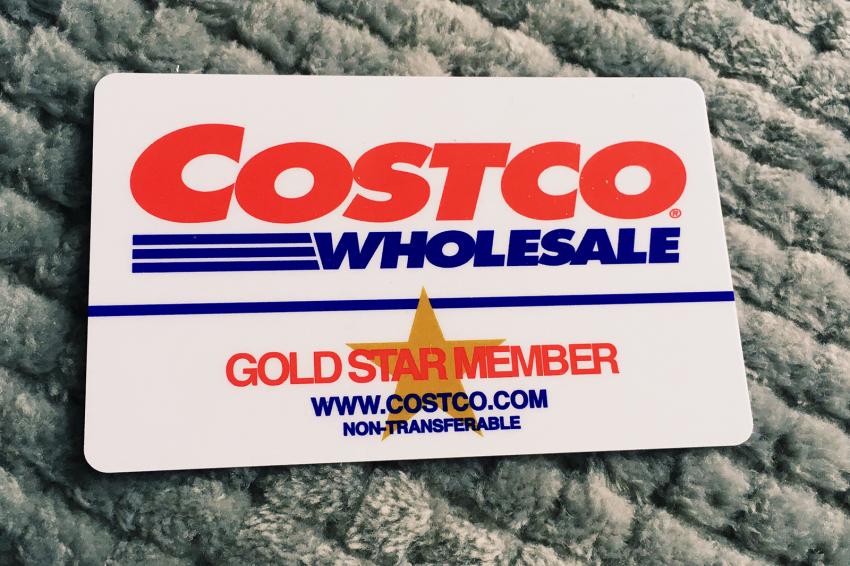 COSTCO®
WHOLESALE
GOLD STAR MEMBER
WWW.COSTCO.COM
NON-TRANSFERABLE